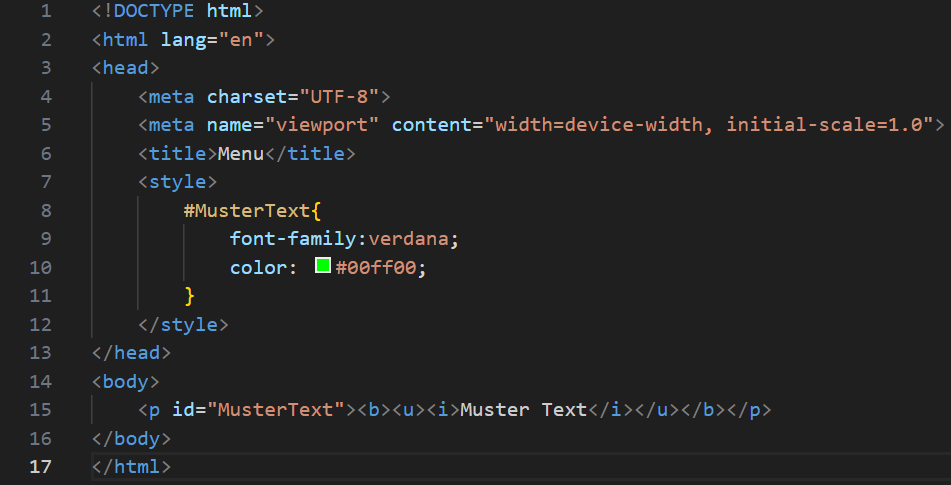 1 <!DOCTYPE html>
2 <html lang="en">
3 <head>
4     <meta charset="UTF-8">
5     <meta name="viewport" content="width=device-width, initial-scale=1.0">
6     <title>Menu</title>
7     <style>
8         #MusterText{
9             font-family:verdana;
10             color: #00ff00;
11         }
12     </style>
13 </head>
14 <body>
15     <p id="MusterText"><b><u><i>Muster Text</i></u></b></p>
16 </body>
17 </html>